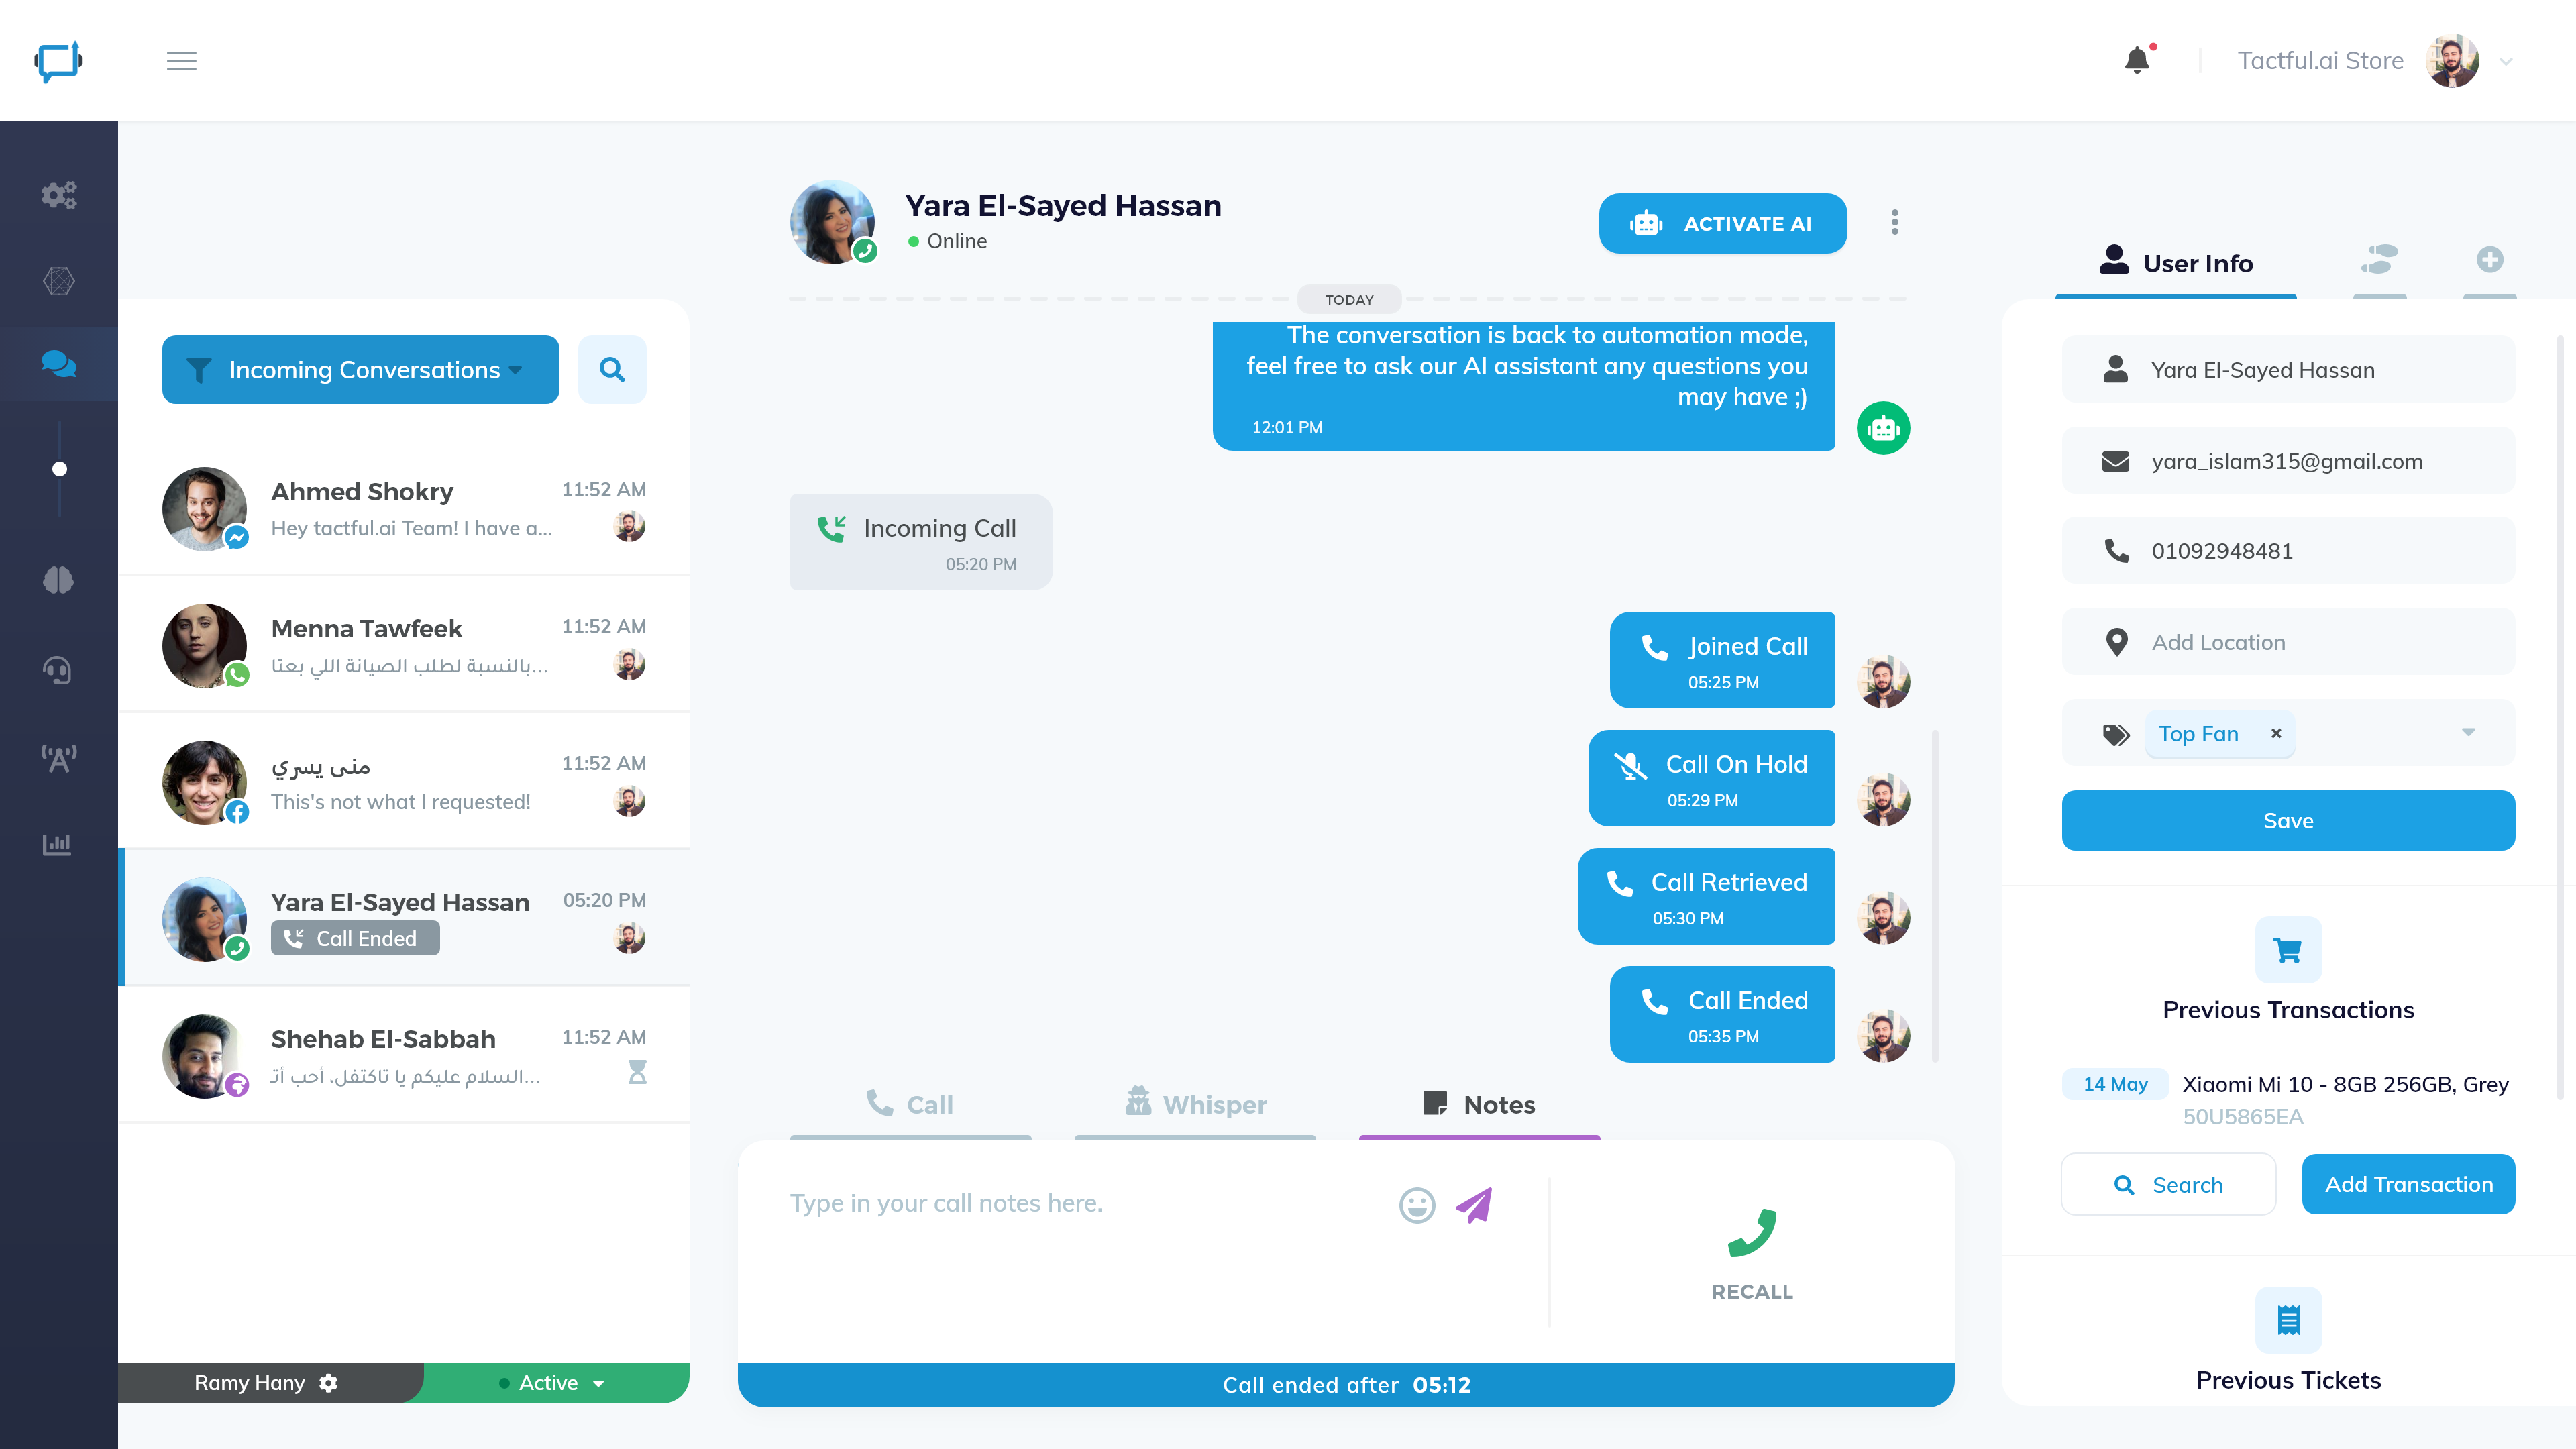 Tactful.ai Store
Incoming Conversations
Ahmed Shokry
11:52 AM
Hey tactful.ai Team! I have a...
Menna Tawfeek
11:52 AM
بالنسبة لطلب الصيانة اللي بعتا...
منى يسري
11:52 AM
This's not what I requested!
Yara El-Sayed Hassan
05:20 PM
Call Ended
Shehab El-Sabbah
11:52 AM
السلام عليكم يا تاكتفل، أحب أتـ...
Ramy Hany
Active
Yara El-Sayed Hassan
Online
ACTIVATE AI
TODAY
The conversation is back to automation mode,
feel free to ask our AI assistant any questions you
may have ;)
12:01 PM
Incoming Call
05:20 PM
Joined Call
05:25 PM
Call On Hold
05:29 PM
Call Retrieved
05:30 PM
Call Ended
05:35 PM
Call
Whisper
Notes
Type in your call notes here.
RECALL
Call ended after 05:12
User Info
Yara El-Sayed Hassan
yara_islam315@gmail.com
01092948481
Add Location
Top Fan ×
Save
Previous Transactions
14 May
Xiaomi Mi 10 - 8GB 256GB, Grey
50U5865EA
Search
Add Transaction
Previous Tickets